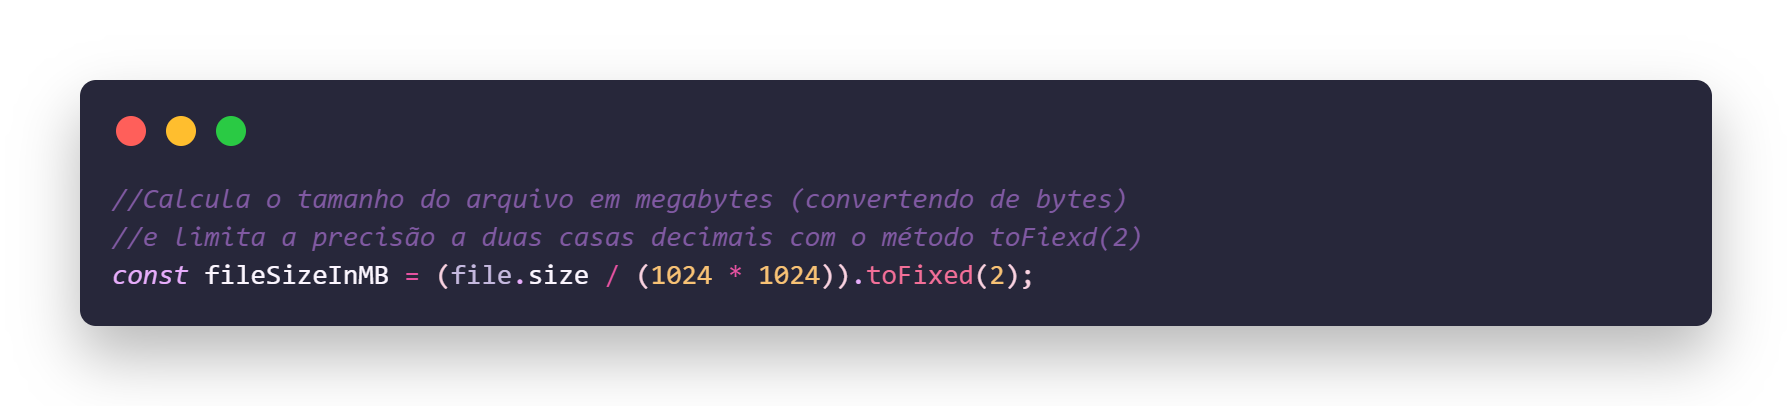 //Calcula o tamanho do arquivo em megabytes (convertendo de bytes)
//e limita a precisão a duas casas decimais com o método toFiexd(2)
const fileSizeInMB = (file.size / (1024 * 1024)).toFixed(2);